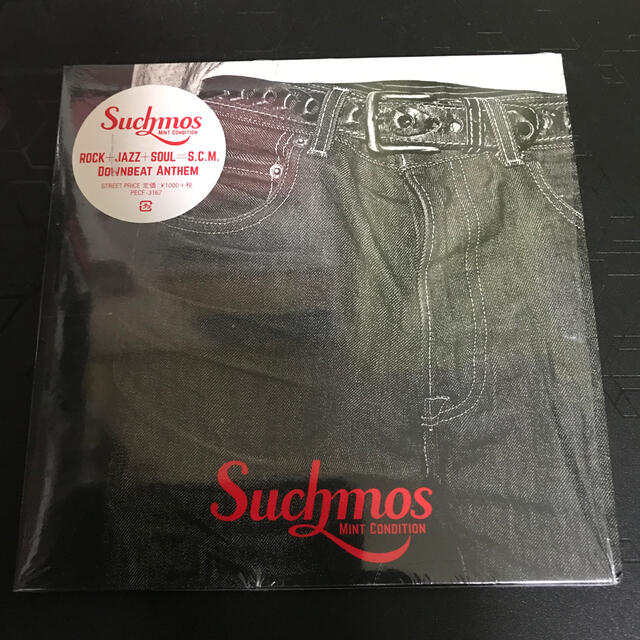 Suchmos
MINT CONDITION
ROCK+JAZZ+SOUL=S.C.M.
DOWNBEAT ANTHEM
STREET PRICE 定価:¥1000+税
PECF-3167
Suchmos
MINT CONDITION